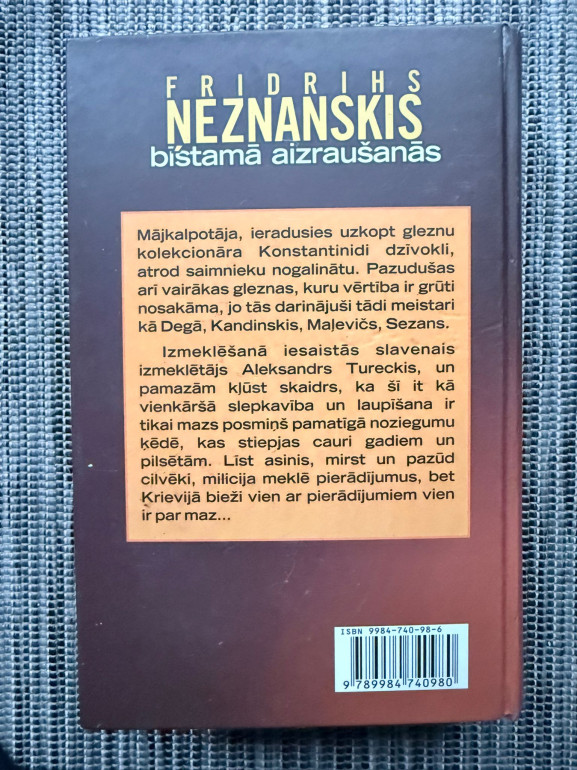 FRIDRIHS
NEZNANSKIS
bīstamā aizraušanās
Mājkalpotāja, ieradusies uzkopt gleznu
kolekcionāra Konstantinidi dzīvokli,
atrod saimnieku nogalinātu. Pazudušas
arī vairākas gleznas, kuru vērtība ir grūti
nosakāma, jo tās darinājuši tādi meistari
kā Degā, Kandinskis, Maļevičs, Sezans.
Izmeklēšanā iesaistās slavenais
izmeklētājs Aleksandrs Tureckis, un
pamazām kļūst skaidrs, ka šī it kā
vienkāršā slepkavība un laupīšana ir
tikai mazs posmiņš pamatīgā noziegumu
ķēdē, kas stiepjas cauri gadiem un
pilsētām. Līst asinis, mirst un pazūd
cilvēki, milicija meklē pierādījumus, bet
Krievijā bieži vien ar pierādījumiem vien
ir par maz...
ISBN 9984-740-98-6
9 789984 740980